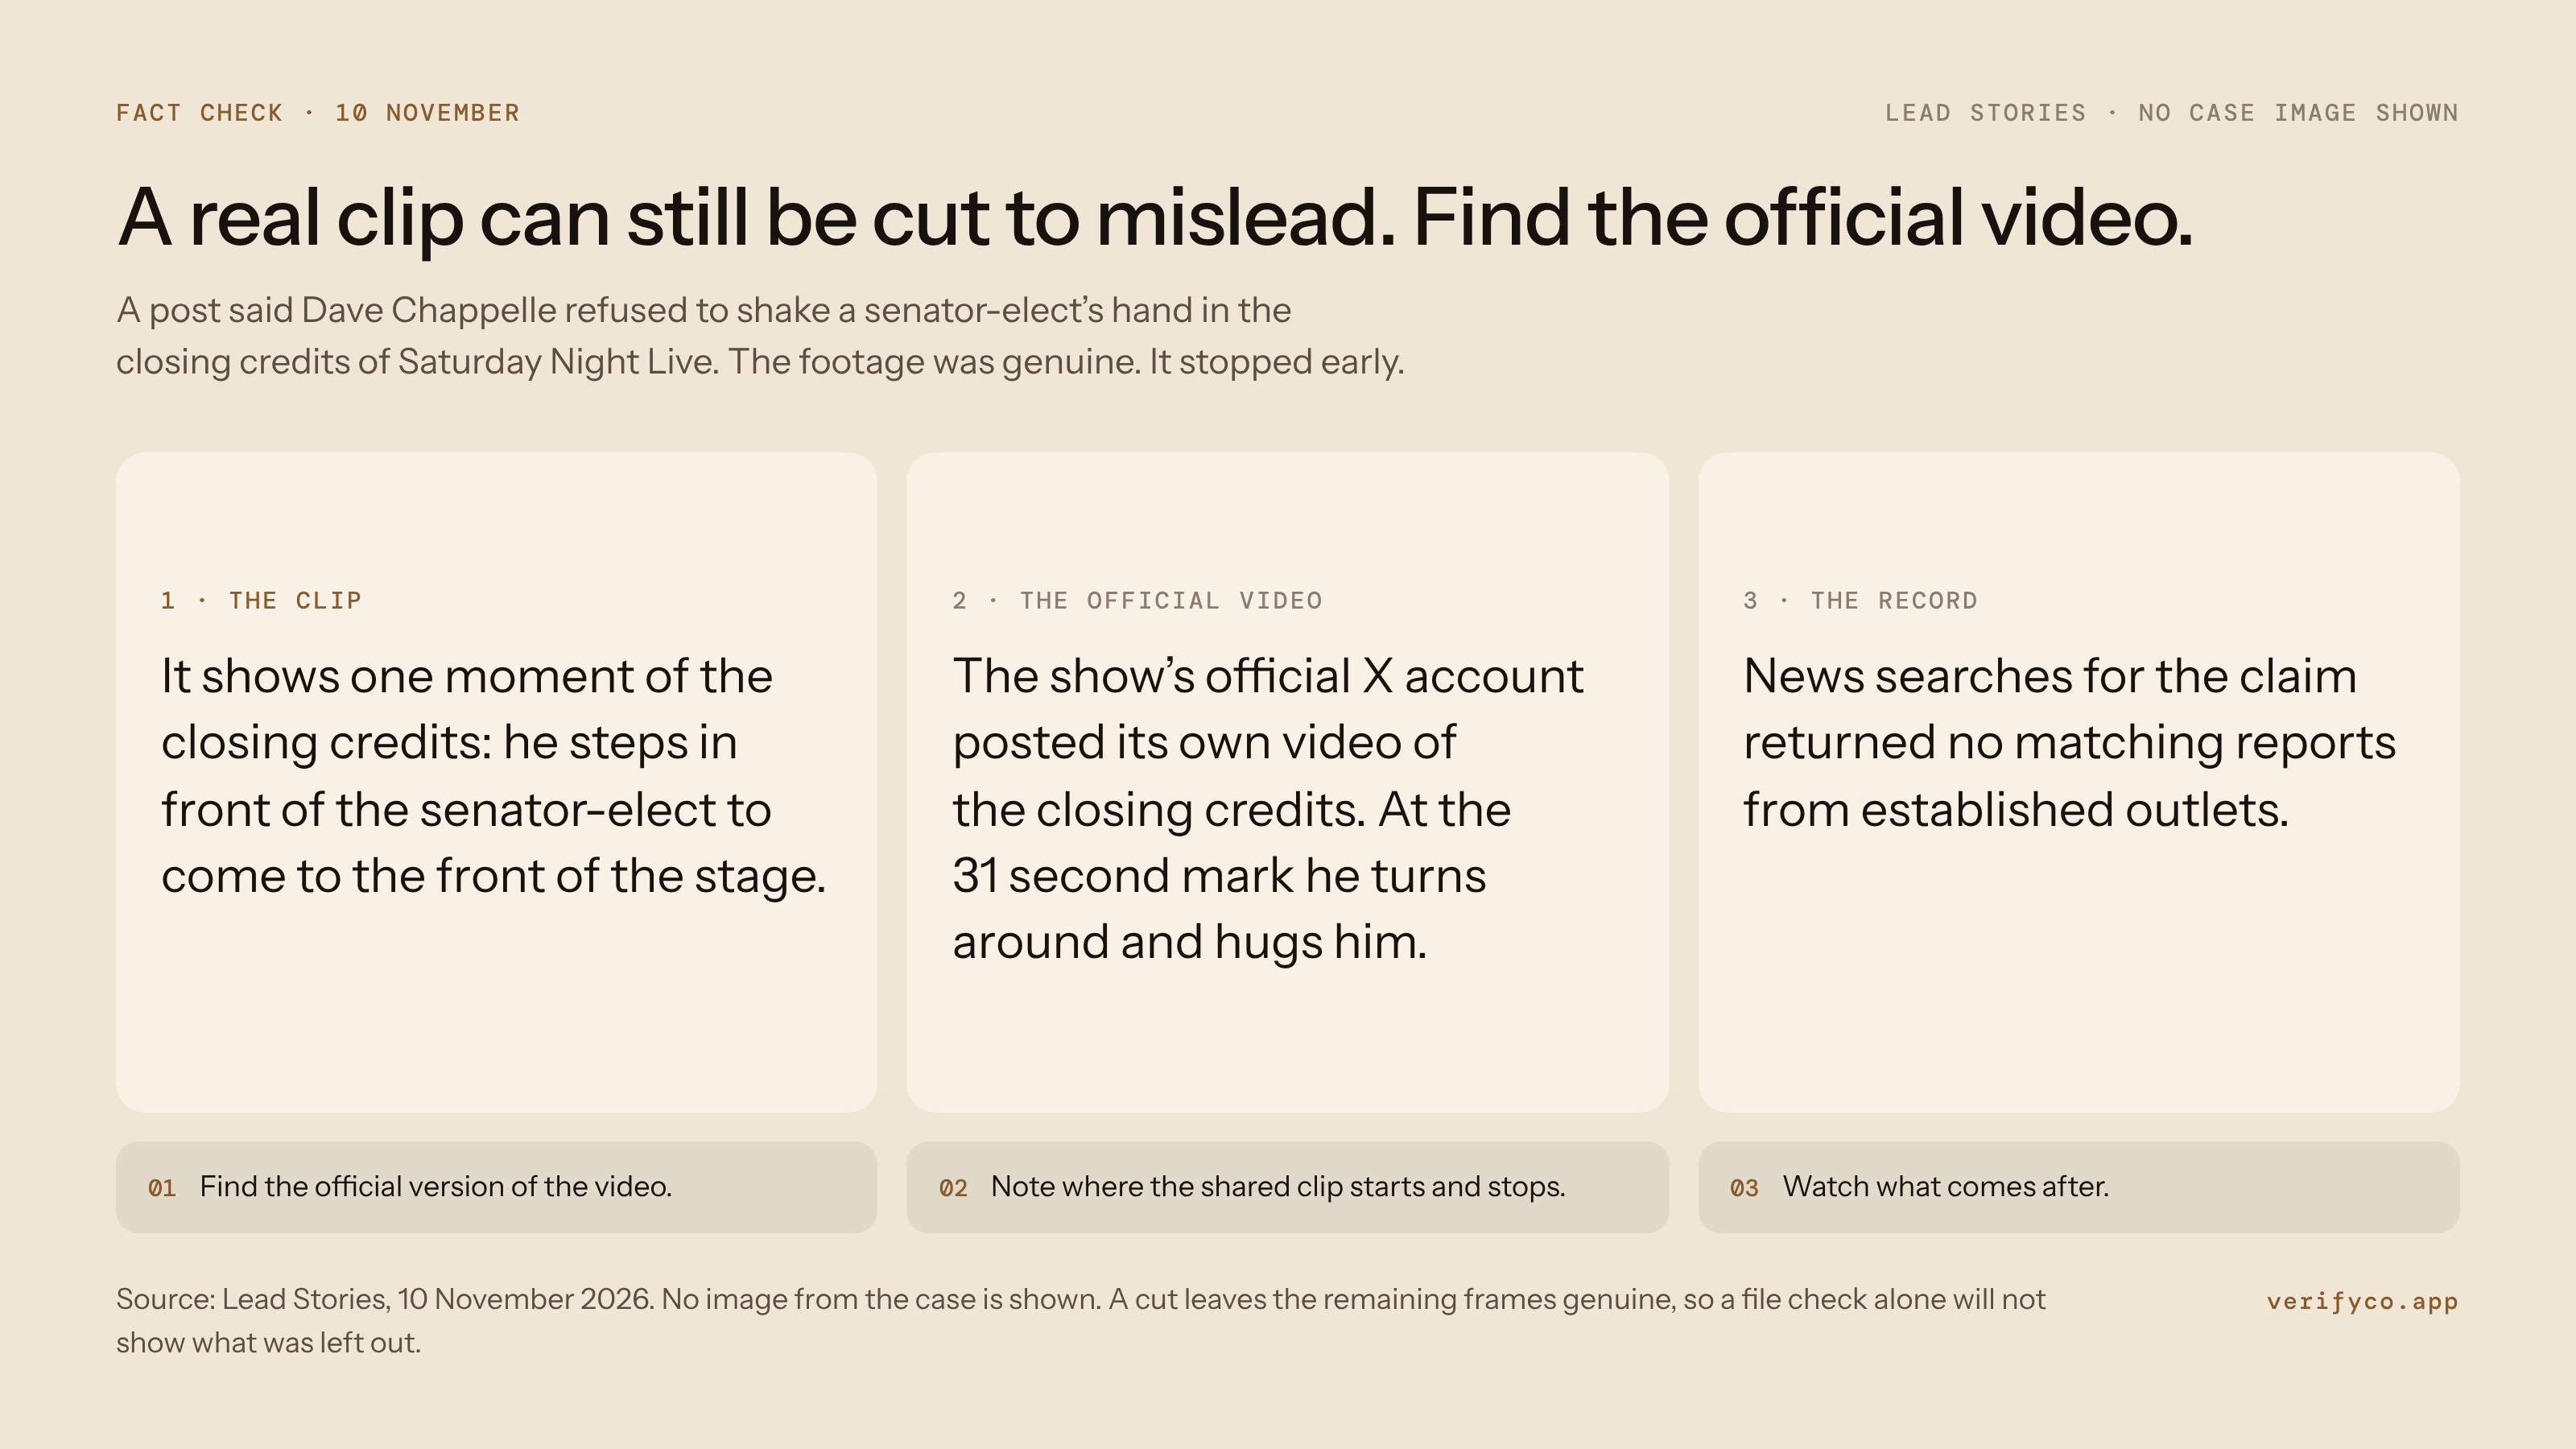 FACT CHECK · 10 NOVEMBER
LEAD STORIES · NO CASE IMAGE SHOWN
A real clip can still be cut to mislead. Find the official video.
A post said Dave Chappelle refused to shake a senator-elect’s hand in the
closing credits of Saturday Night Live. The footage was genuine. It stopped early.
1 · THE CLIP
It shows one moment of the
closing credits: he steps in
front of the senator-elect to
come to the front of the stage.
2 · THE OFFICIAL VIDEO
The show’s official X account
posted its own video of
the closing credits. At the
31 second mark he turns
around and hugs him.
3 · THE RECORD
News searches for the claim
returned no matching reports
from established outlets.
01 Find the official version of the video.
02 Note where the shared clip starts and stops.
03 Watch what comes after.
Source: Lead Stories, 10 November 2026. No image from the case is shown. A cut leaves the remaining frames genuine, so a file check alone will not
show what was left out.
verifyco.app